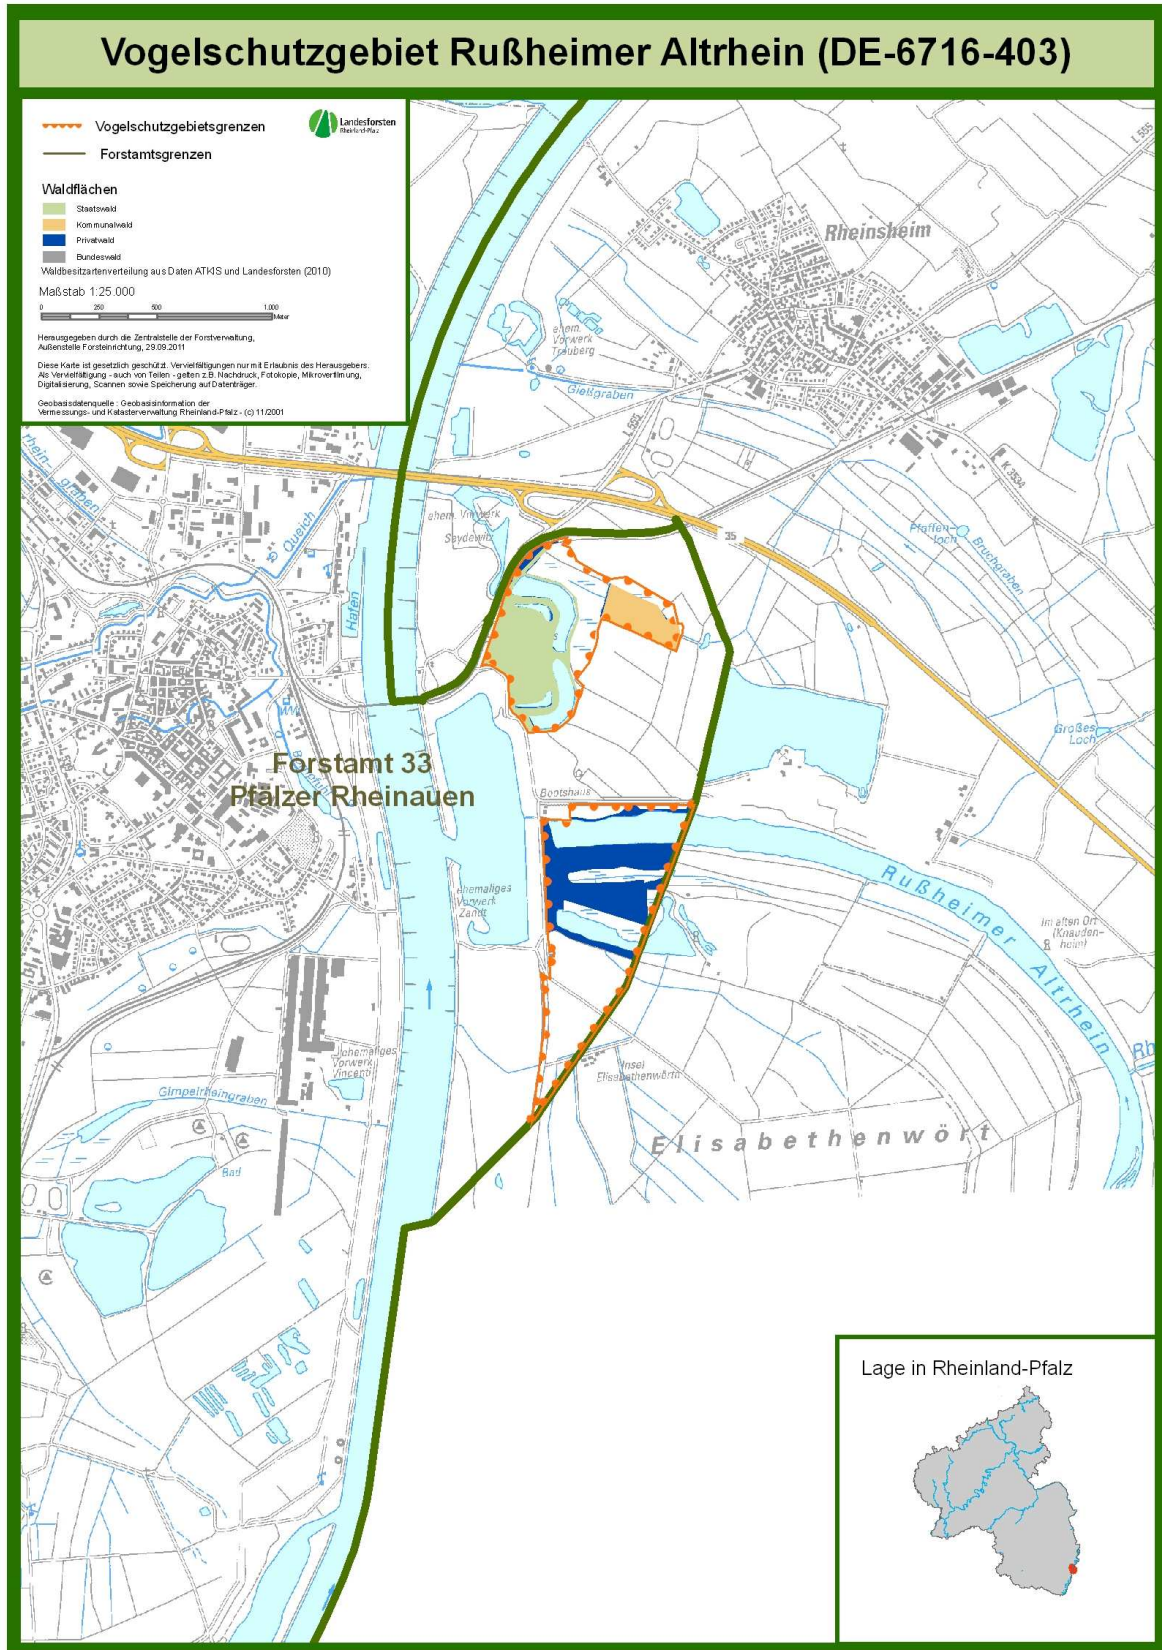 Vogelschutzgebiet Rußheimer Altrhein (DE-6716-403)
Vogelschutzgebietsgrenzen
Landesforsten
Rheinland-Pfalz
Forstamtsgrenzen
Waldflächen
Staatswald
Kommunalwald
Privatwald
Bundeswald
Waldbesitzartenverteilung aus Daten ATKIS und Landesforsten (2010)
Maßstab 1:25.000
0 250 500 1.000
Meter
Herausgegeben durch die Zentralstelle der Forstverwaltung,
Außenstelle Forsteinrichtung, 29.09.2011
Diese Karte ist gesetzlich geschützt. Vervielfältigungen nur mit Erlaubnis des Herausgebers.
Als Vervielfältigung - auch von Teilen - gelten z.B. Nachdruck, Fotokopie, Mikroverfilmung,
Digitalisierung, Scannen sowie Speicherung auf Datenträger.
Geobasisdatenquelle : Geobasisinformation der
Vermessungs- und Katasterverwaltung Rheinland-Pfalz - (c) 11/2001
L 555
Rheinsheim
ehem.
Vorwerk
Trauberg
Gießgraben
L 555
K 3534
rhein-
graben
Queich
Hafen
ehem. Vorwerk
Seydewitz
35
Pfaffen-
loch
Bruchgraben
Großes
Loch
Forstamt 33
Pfälzer Rheinauen
Bootshaus
ehemaliges
Vorwerk
Zandt
Rußheimer Altrhein
Im alten Ort
(Knauden-
heim)
Rh
ehemaliges
Vorwerk
Vincenti
Insel
Elisabethenwörth
Gimpelrheingraben
Elisabethenwört
Bad
Lage in Rheinland-Pfalz